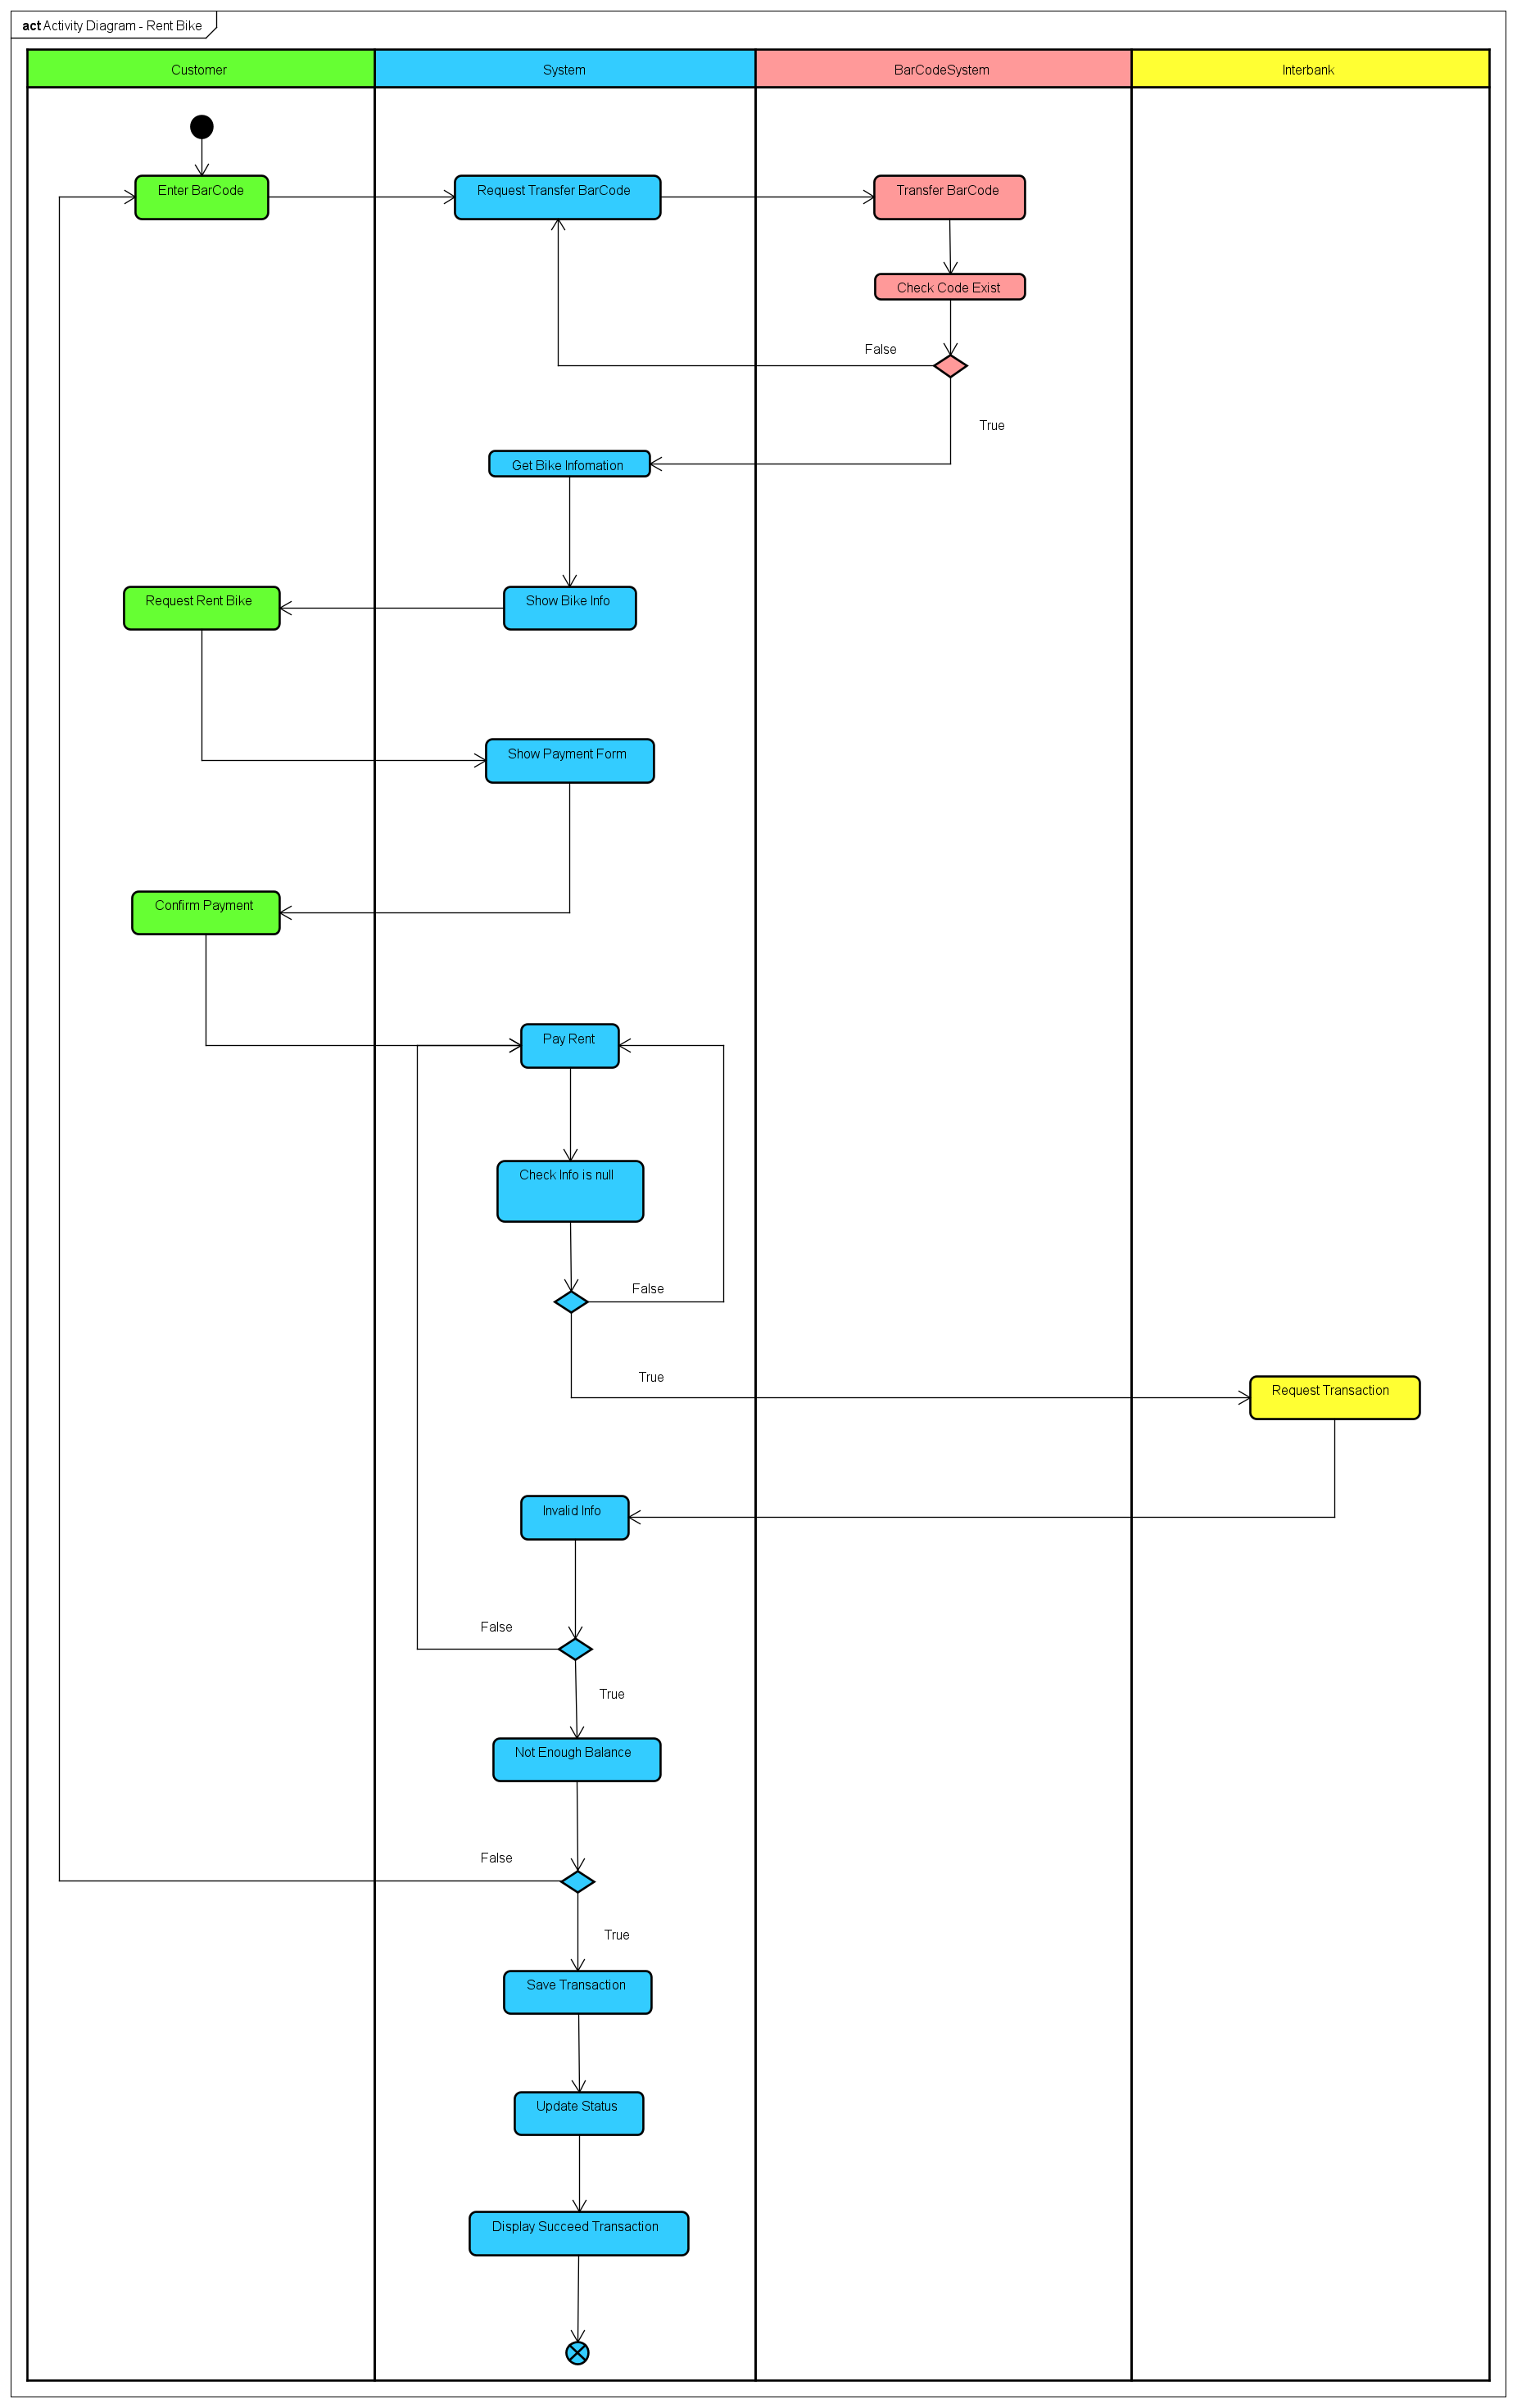 act Activity Diagram - Rent Bike
Customer
System
BarCodeSystem
Interbank
Enter BarCode
Request Transfer BarCode
Transfer BarCode
Check Code Exist
False
True
Get Bike Infomation
Request Rent Bike
Show Bike Info
Show Payment Form
Confirm Payment
Pay Rent
Check Info is null
False
True
Request Transaction
Invalid Info
False
True
Not Enough Balance
False
True
Save Transaction
Update Status
Display Succeed Transaction